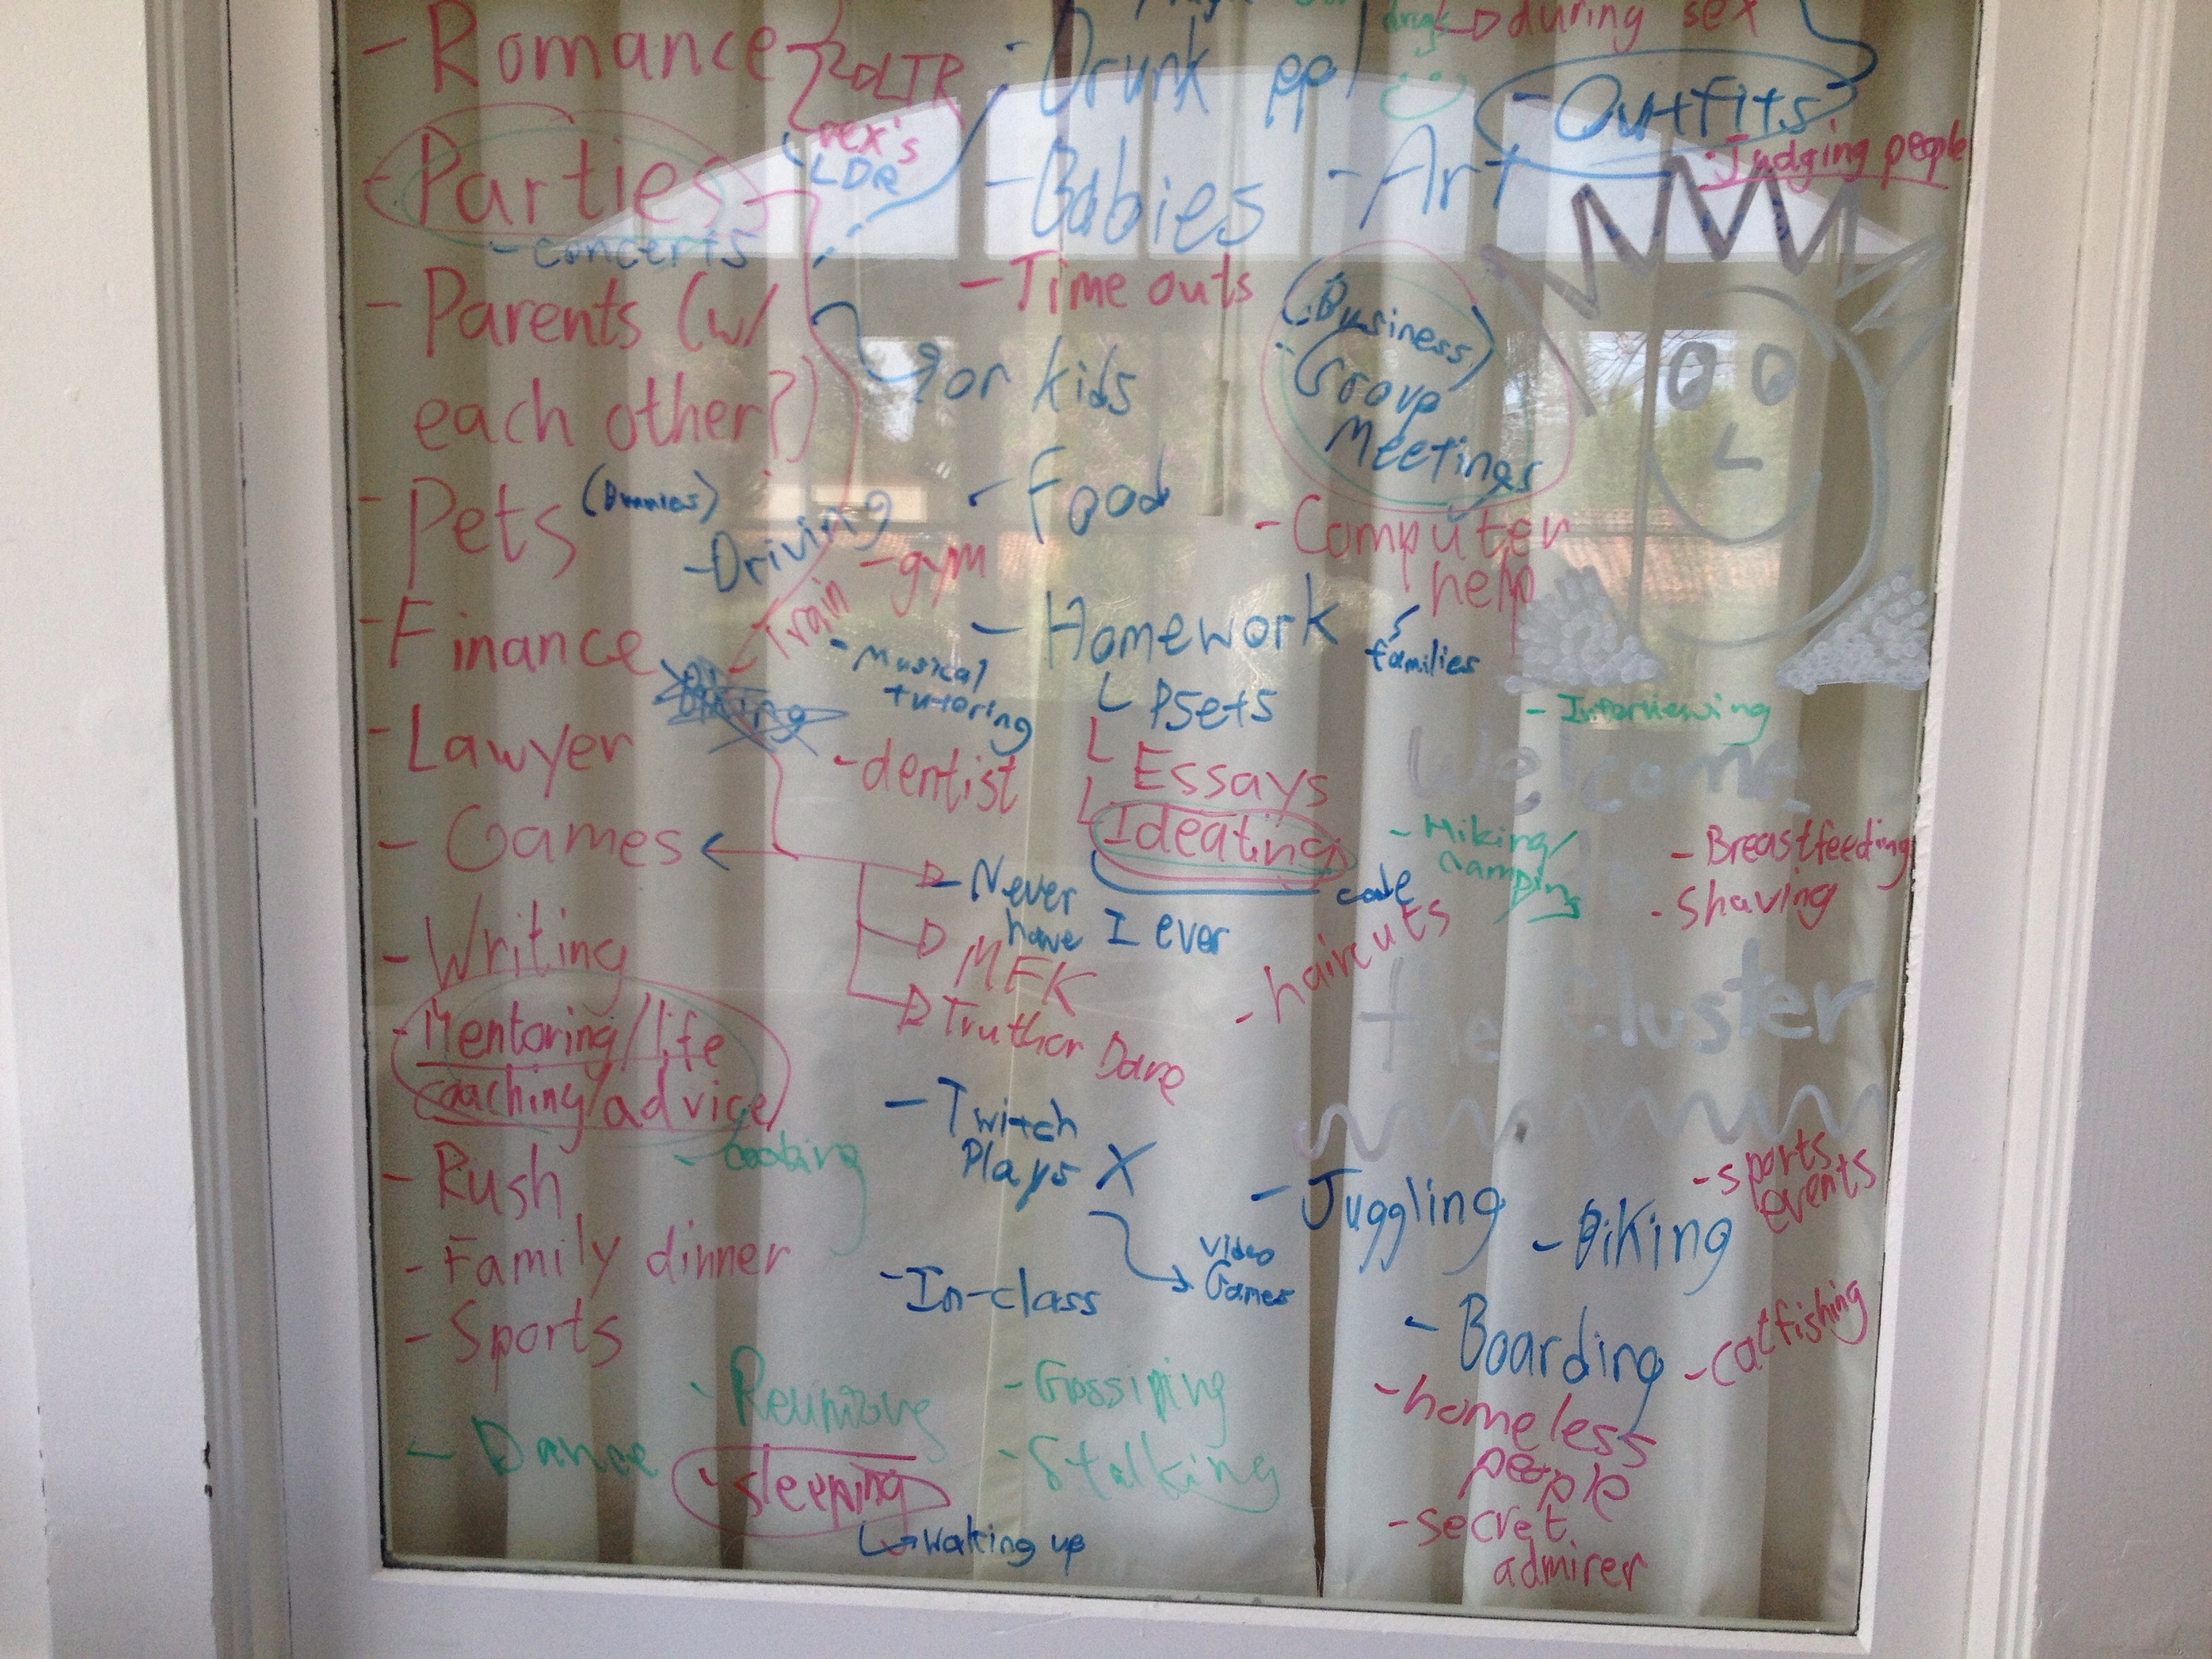 - Romance
LTR
- Parties
ex's
LDR
- concerts
- Parents (w/
each other?)
- Pets (Bunnies)
- Driving
- gym
- Train
- Finance
- Lawyer
- Games
- Writing
- Mentoring/life
coaching/advice
- cooking
- Rush
- Family dinner
- Sports
- Dance
- Reunions
- sleeping
waking up
during sex
- Drunk ppl
- Outfits
- Judging people
- Babies
- Art
- Time outs
for kids
(Business)
- Group
Meetings
- Food
- Computer
help
families
- Homework
- Musical
tutoring
Psets
Essays
Ideating
code
- dentist
- Never
have I ever
MFK
Truth or Dare
- Interviewing
Welcome
the Cluster
- Hiking/
camping
- Breastfeeding
- shaving
- haircuts
- Twitch
Plays X
Video
Games
- In-class
- Juggling
- Biking
- sports
events
- Boarding
- catfishing
- Gossiping
- Stalking
- homeless
people
- secret
admirer